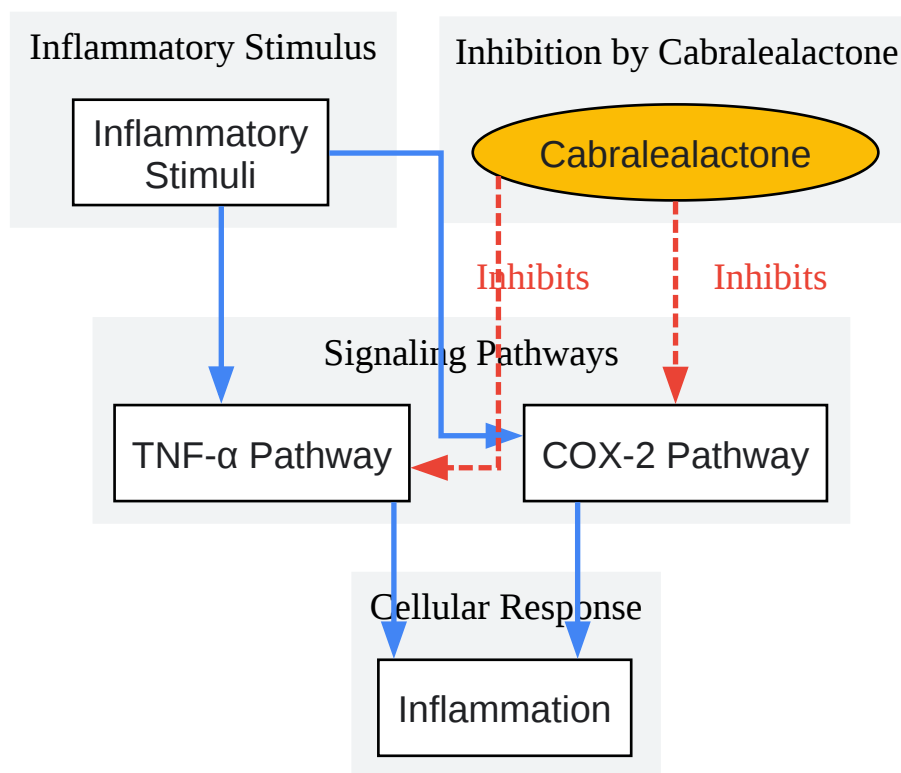 Inflammatory Stimulus
Inhibition by Cabralealactone
Inflammatory
Stimuli
Cabralealactone
Inhibits
Inhibits
Signaling Pathways
TNF-α Pathway
COX-2 Pathway
Cellular Response
Inflammation